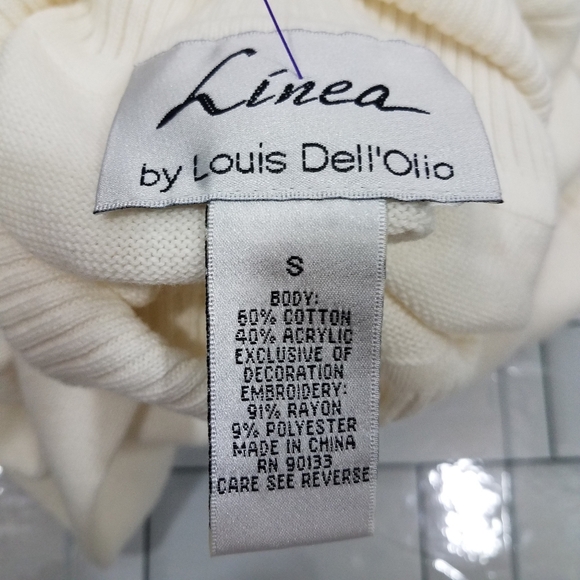 Linea
by Louis Dell'Olio
S
BODY:
60% COTTON
40% ACRYLIC
EXCLUSIVE OF
DECORATION
EMBROIDERY:
91% RAYON
9% POLYESTER
MADE IN CHINA
RN 90133
CARE SEE REVERSE